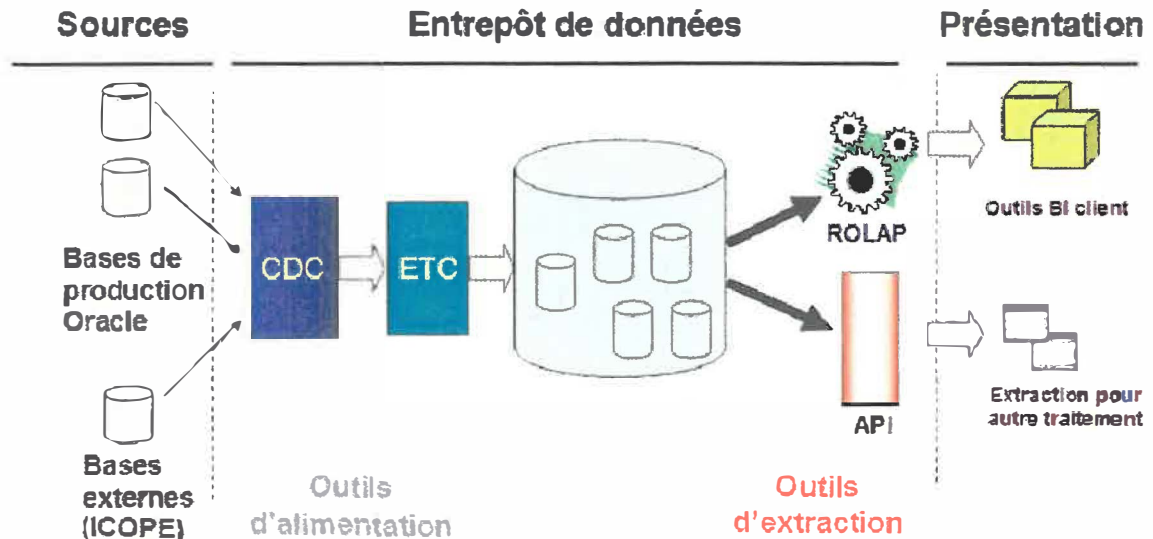 Sources
Entrepôt de données
Présentation
Bases de
production
Oracle
Bases
externes
(ICOPE)
CDC
ETC
Outils
d'alimentation
ROLAP
API
Outils
d'extraction
Outils BI client
Extraction pour
autre traitement